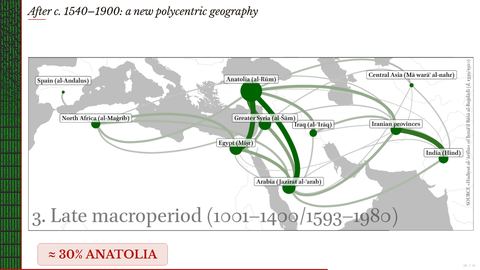 After c. 1540–1900: a new polycentric geography
Spain (al-Andalus)
Anatolia (al-Rūm)
Central Asia (Mā warāʾ al-nahr)
North Africa (al-Maġrib)
Greater Syria (al-Šām)
Iraq (al-ʿIrāq)
Iranian provinces
Egypt (Miṣr)
India (Hind)
Arabia (Jazīrat al-ʿarab)
3. Late macroperiod (1001–1400/1593–1980)
≈ 30% ANATOLIA